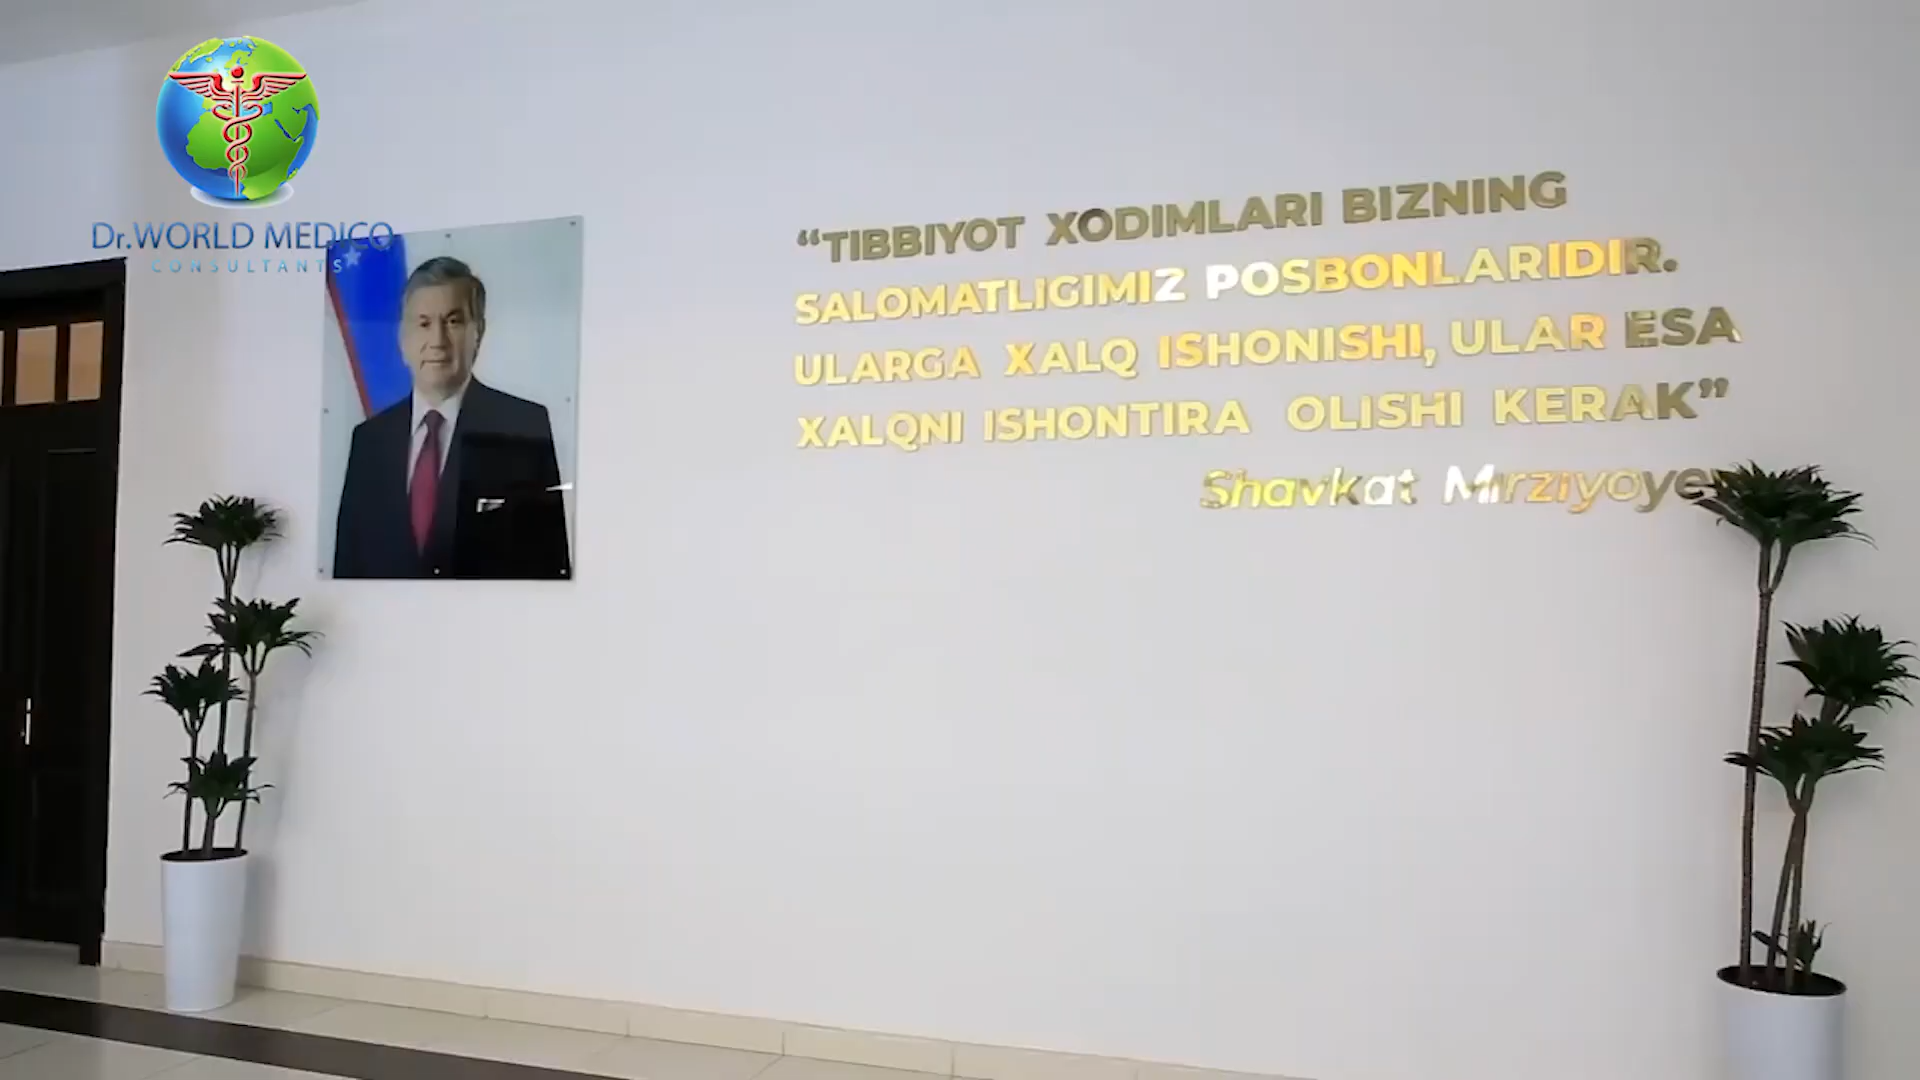 Dr.WORLD MEDICO
CONSULTANTS
“TIBBIYOT XODIMLARI BIZNING
SALOMATLIGIMIZ POSBONLARIDIR.
ULARGA XALQ ISHONISHI, ULAR ESA
XALQNI ISHONTIRA OLISHI KERAK”
Shavkat Mirziyoyev